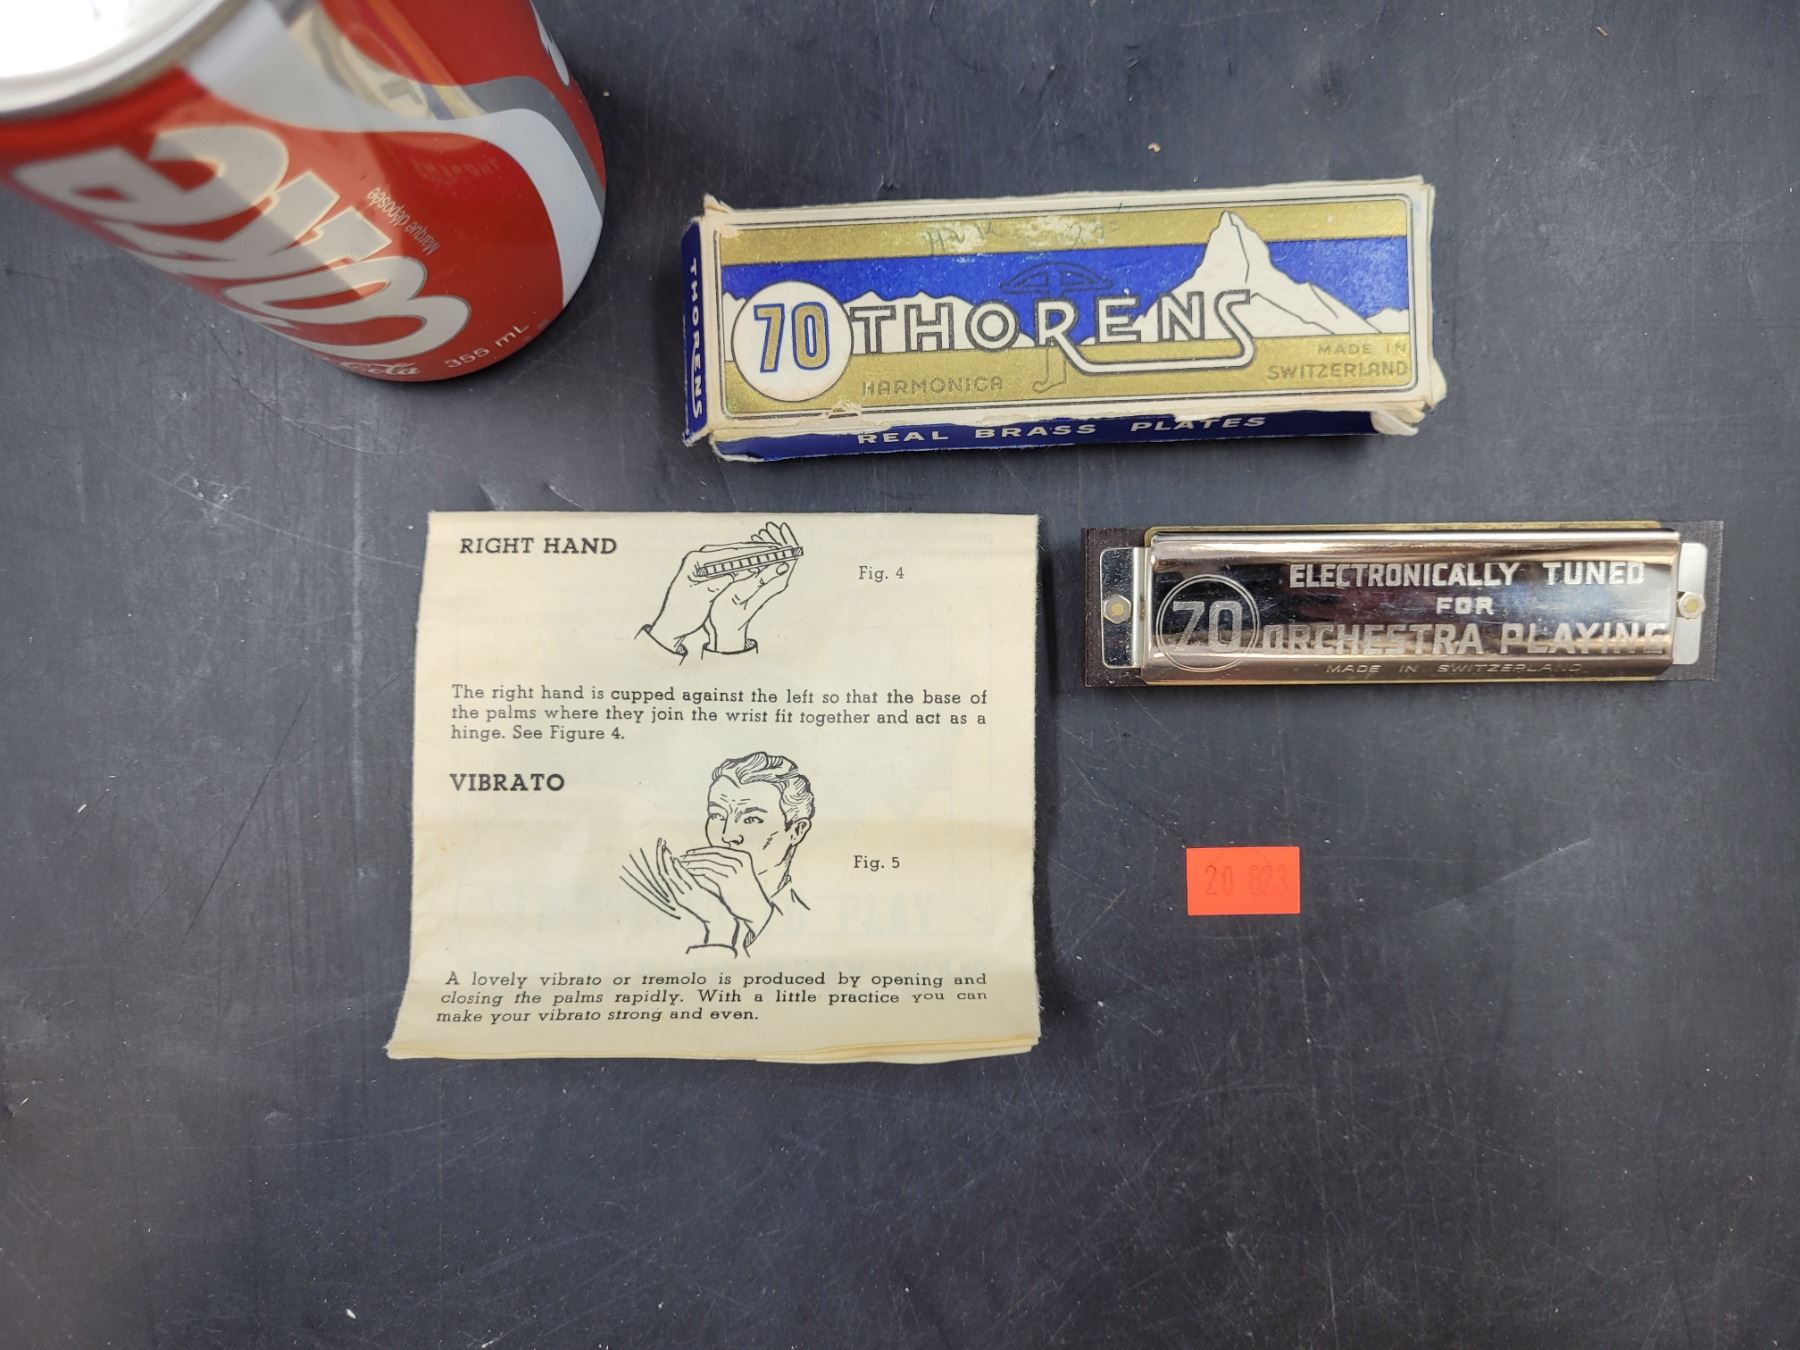 Coke
Marque déposée
355 mL
THORENS
70 THORENS
HARMONICA
MADE IN
SWITZERLAND
REAL BRASS PLATES
RIGHT HAND
Fig. 4
The right hand is cupped against the left so that the base of
the palms where they join the wrist fit together and act as a
hinge. See Figure 4.
VIBRATO
Fig. 5
A lovely vibrato or tremolo is produced by opening and
closing the palms rapidly. With a little practice you can
make your vibrato strong and even.
ELECTRONICALLY TUNED
FOR
70 ORCHESTRA PLAYING
MADE IN SWITZERLAND.
20 823